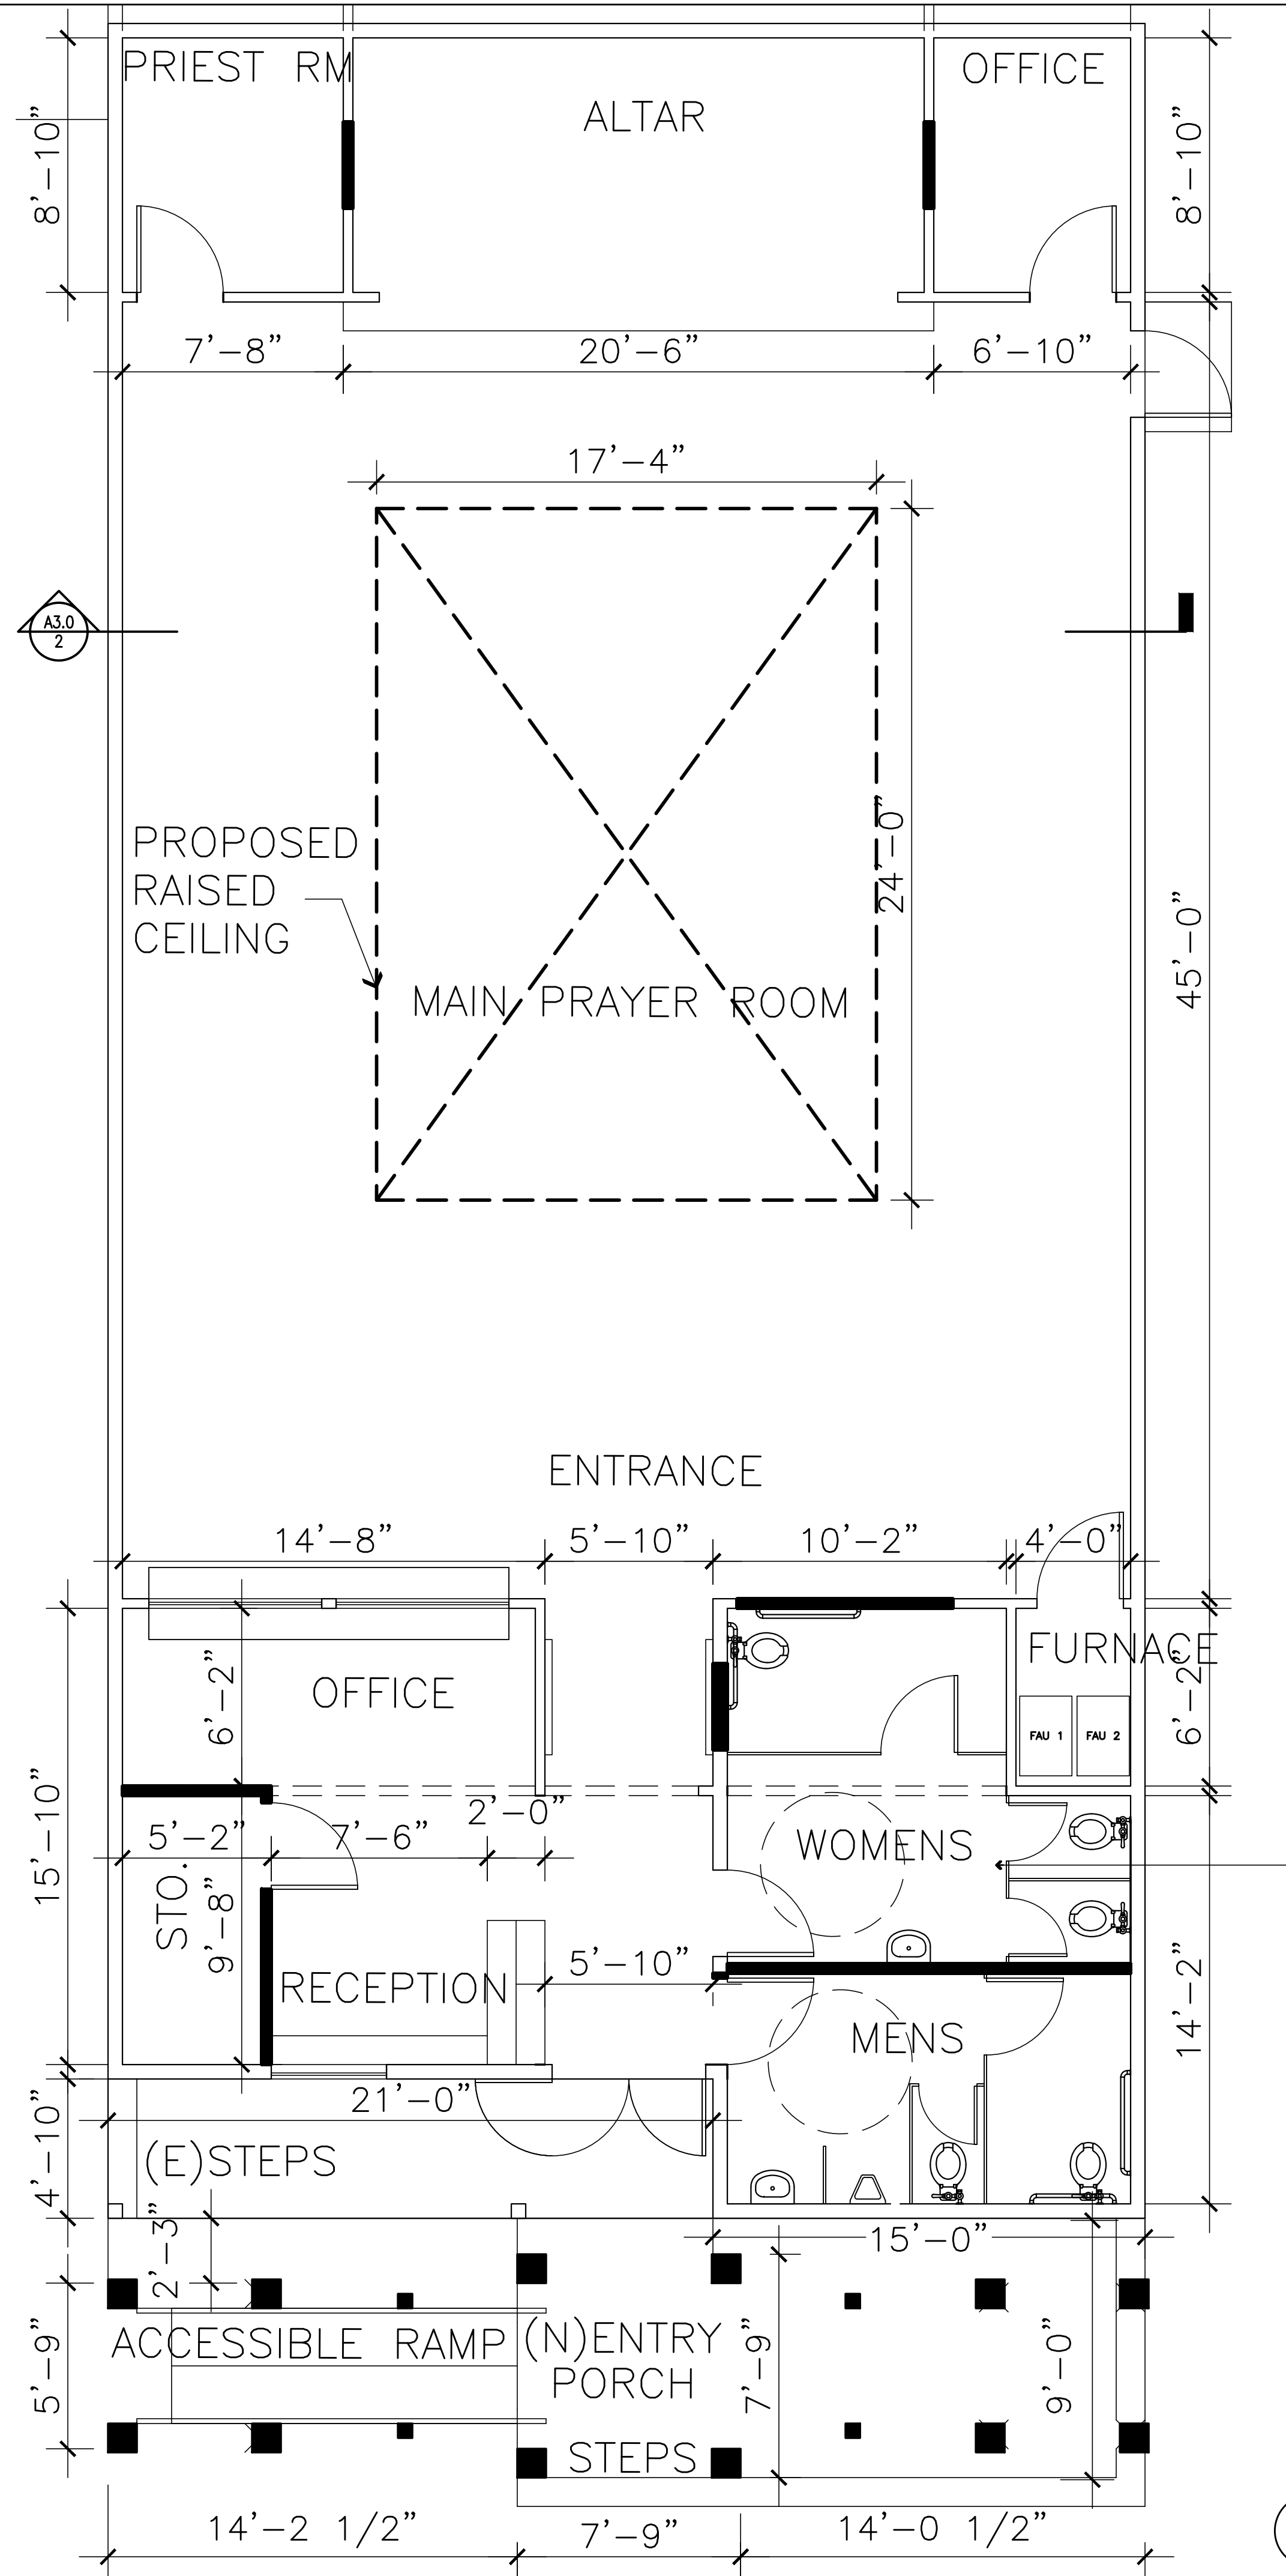 PRIEST RM
OFFICE
ALTAR
8'-10"
8'-10"
7'-8"
20'-6"
6'-10"
17'-4"
A3.0
2
24'-0"
PROPOSED
RAISED
CEILING
45'-0"
MAIN PRAYER ROOM
ENTRANCE
14'-8"
5'-10"
10'-2"
4'-0"
FURNACE
6'-2"
OFFICE
6'-2"
FAU 1
FAU 2
15'-10"
2'-0"
5'-2"
7'-6"
WOMENS
STO.
9'-8"
5'-10"
RECEPTION
14'-2"
MENS
21'-0"
4'-10"
(E)STEPS
2'-3"
15'-0"
5'-9"
ACCESSIBLE RAMP
(N)ENTRY
PORCH
7'-9"
9'-0"
STEPS
14'-2 1/2"
7'-9"
14'-0 1/2"